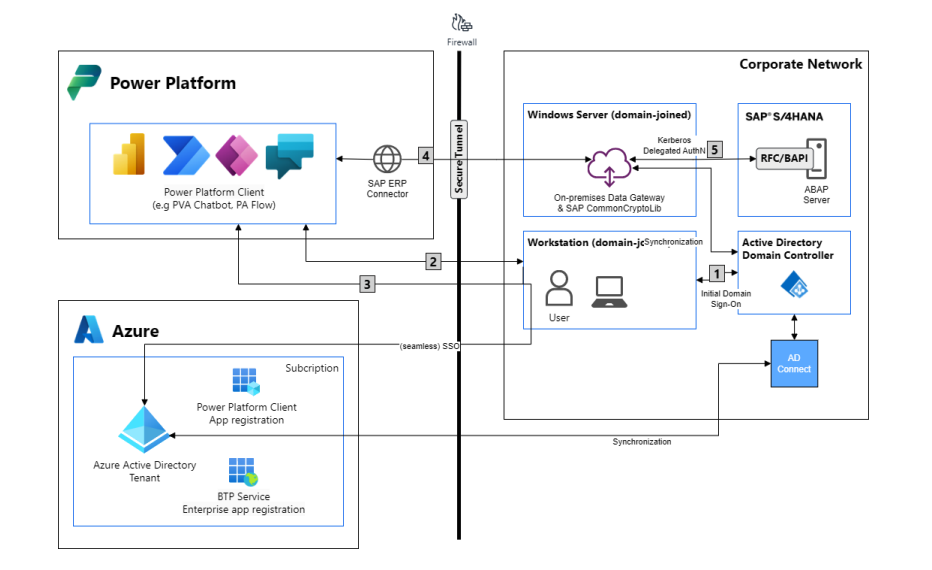 Firewall
Power Platform
Corporate Network
Windows Server (domain-joined)
SAP® S/4HANA
Kerberos
Delegated AuthN
5
RFC/BAPI
4
Secure Tunnel
SAP ERP
Connector
Power Platform Client
(e.g PVA Chatbot, PA Flow)
On-premises Data Gateway
& SAP CommonCryptoLib
ABAP
Server
Workstation (domain-jo
Synchronization
Active Directory
Domain Controller
2
1
3
Initial Domain
Sign-On
User
Azure
(seamless) SSO
AD
Connect
Subcription
Power Platform Client
App registration
Synchronization
Azure Active Directory
Tenant
BTP Service
Enterprise app registration